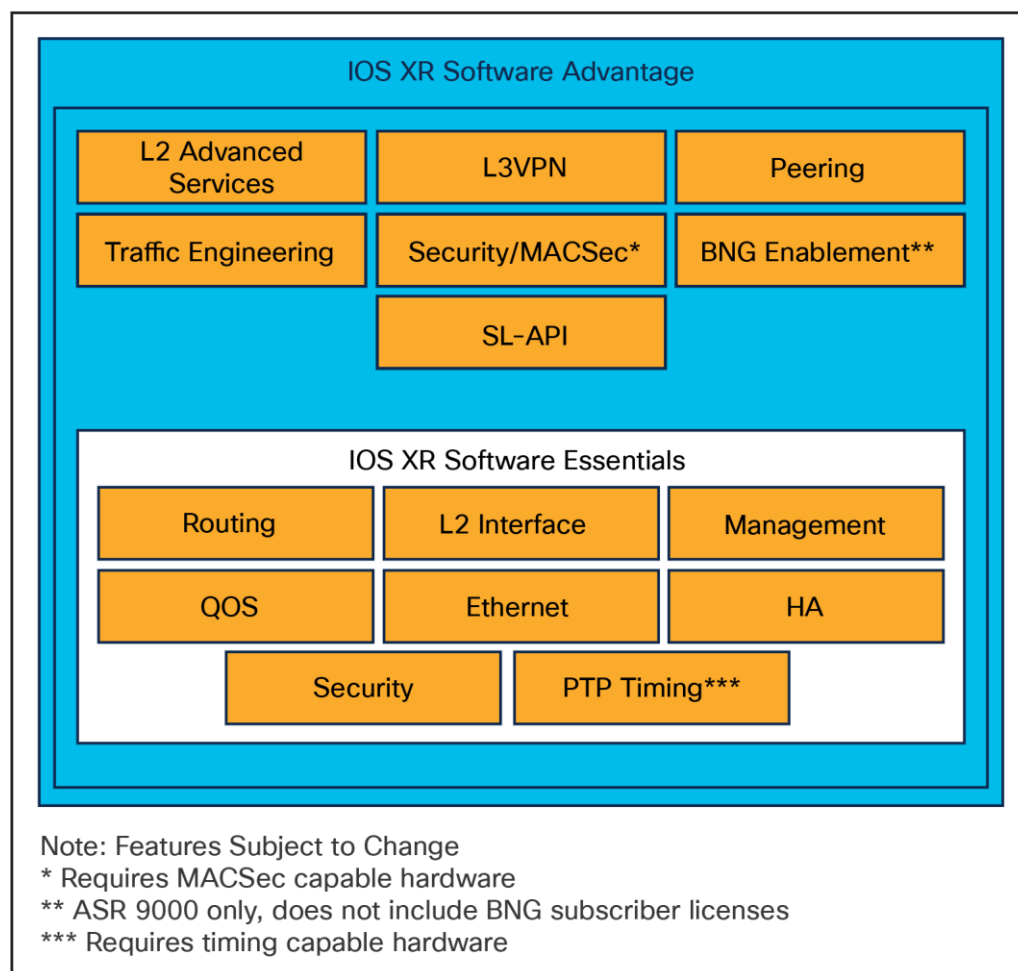 IOS XR Software Advantage
L2 Advanced
Services
L3VPN
Peering
Traffic Engineering
Security/MACSec*
BNG Enablement**
SL-API
IOS XR Software Essentials
Routing
L2 Interface
Management
QOS
Ethernet
HA
Security
PTP Timing***
Note: Features Subject to Change
* Requires MACSec capable hardware
** ASR 9000 only, does not include BNG subscriber licenses
*** Requires timing capable hardware